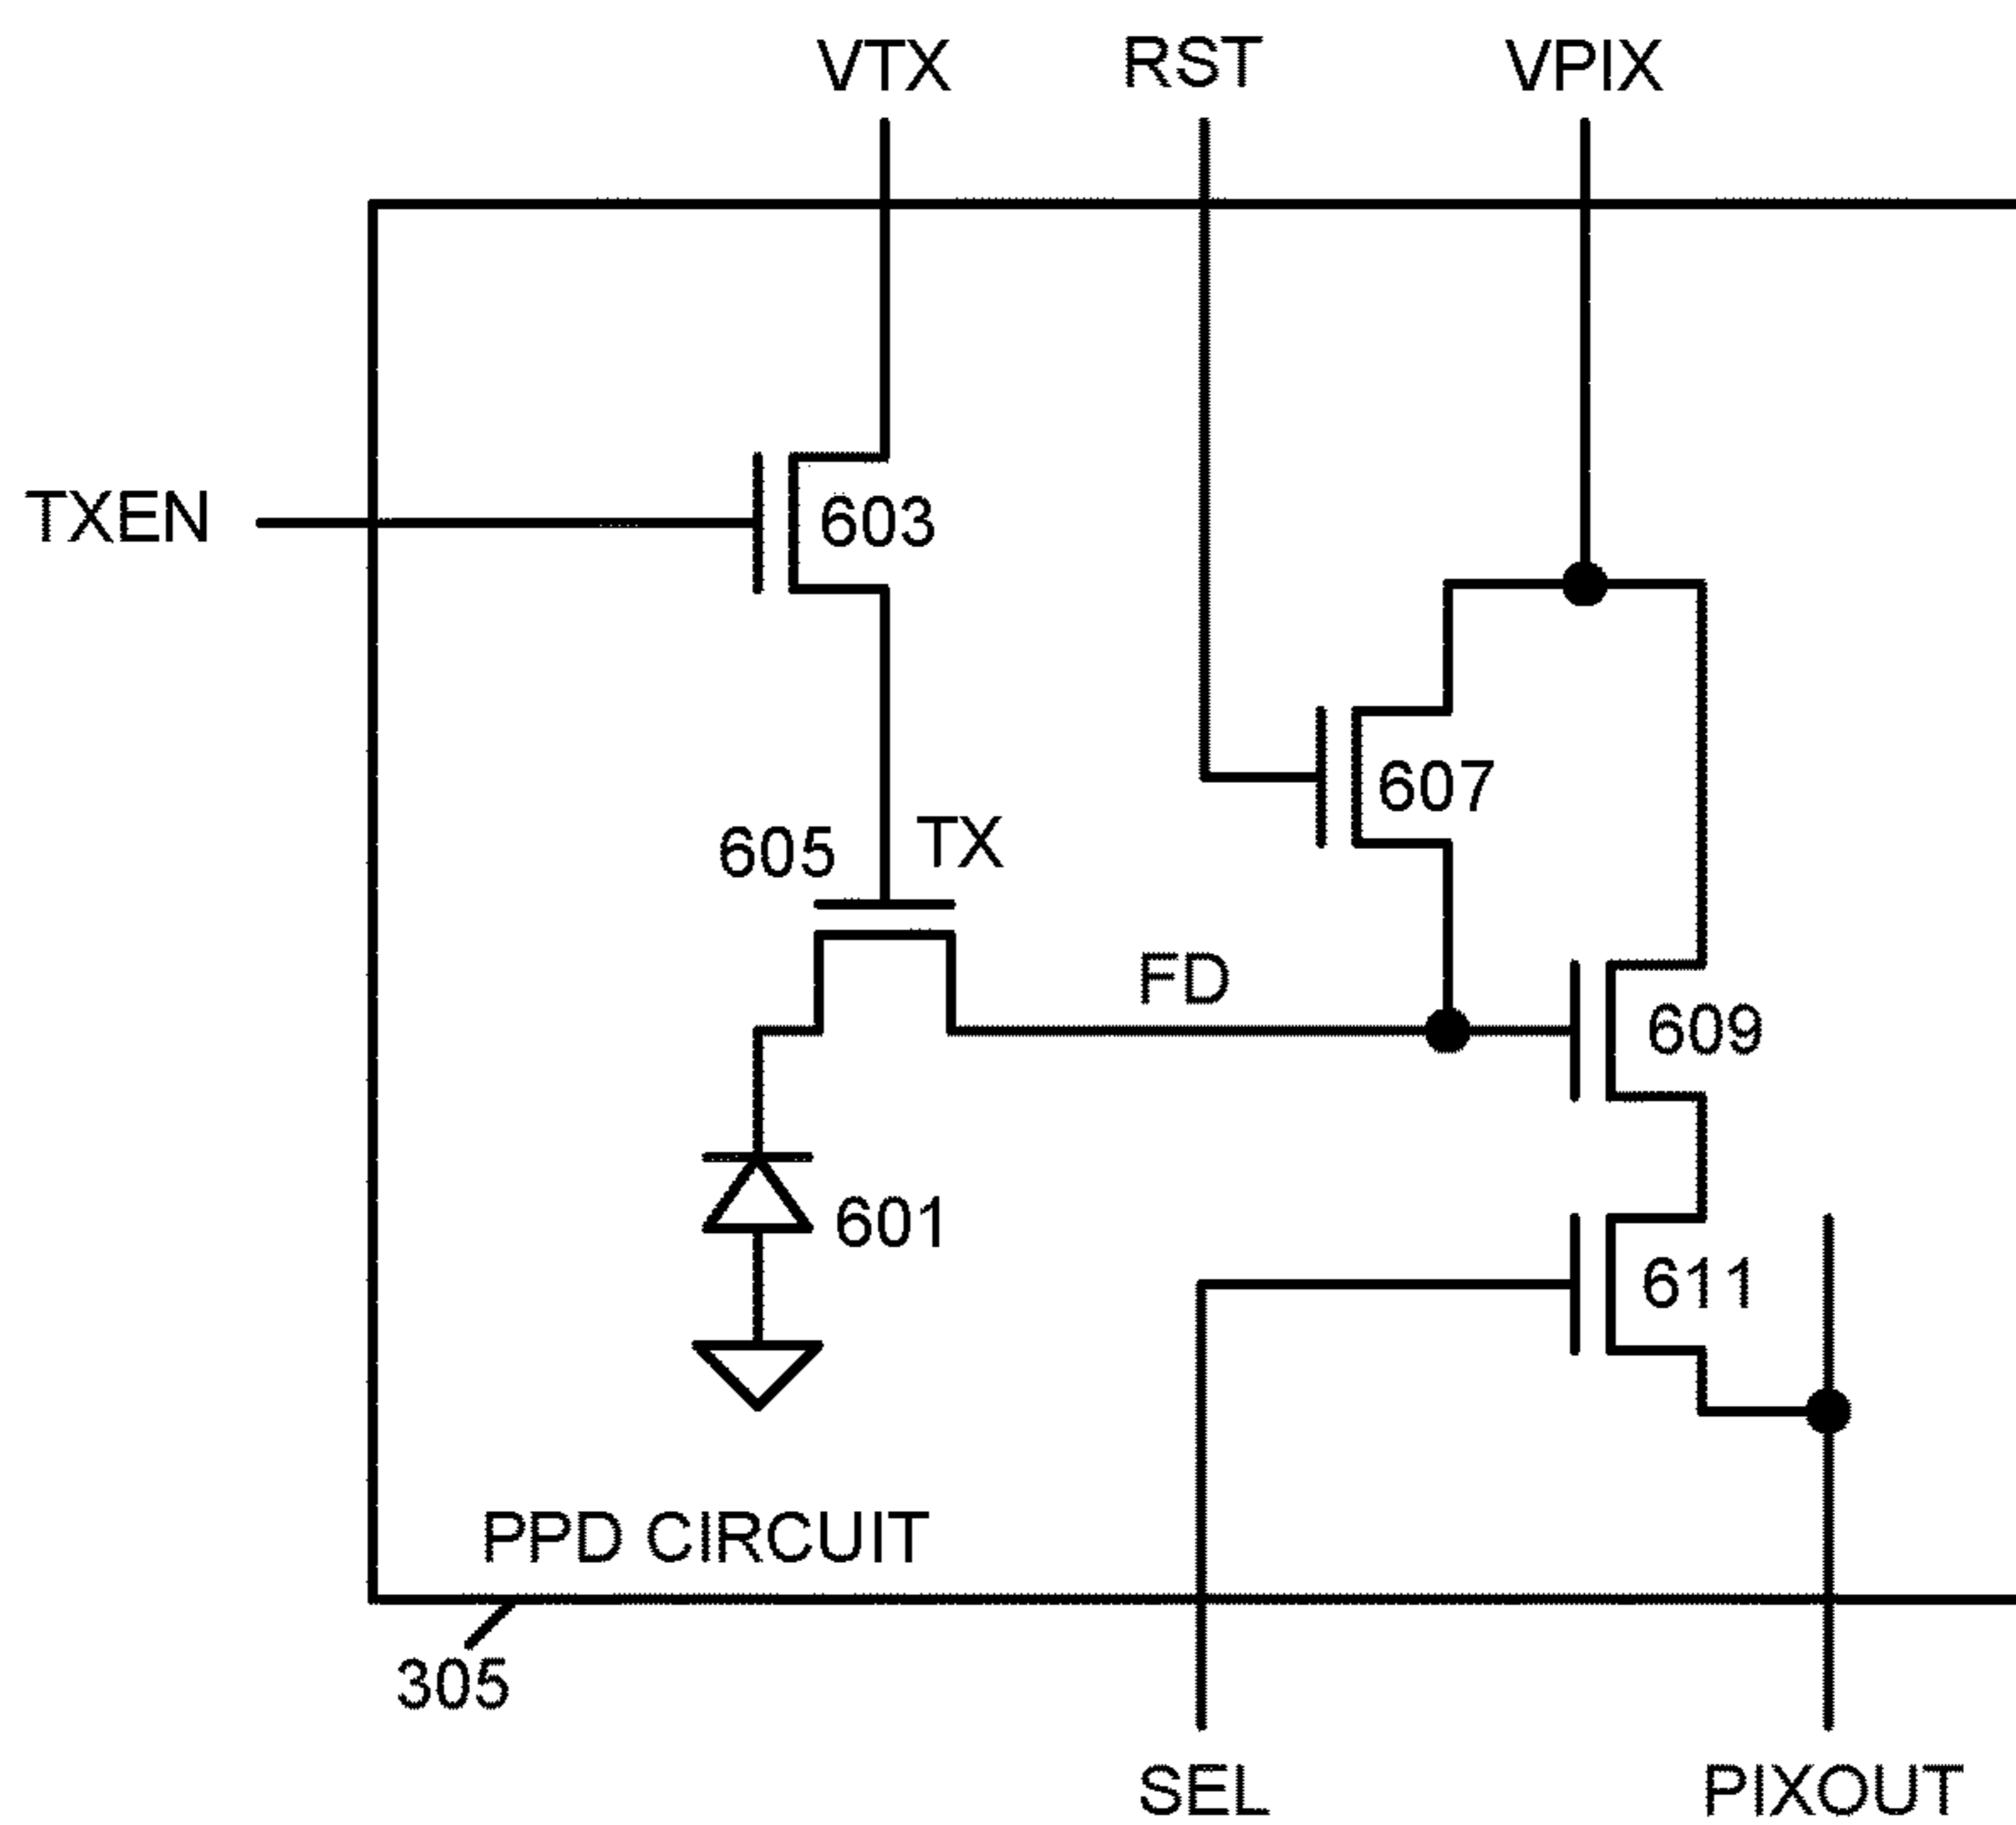 VTX
RST
VPIX
TXEN
603
607
605
TX
FD
609
601
611
PPD CIRCUIT
305
SEL
PIXOUT